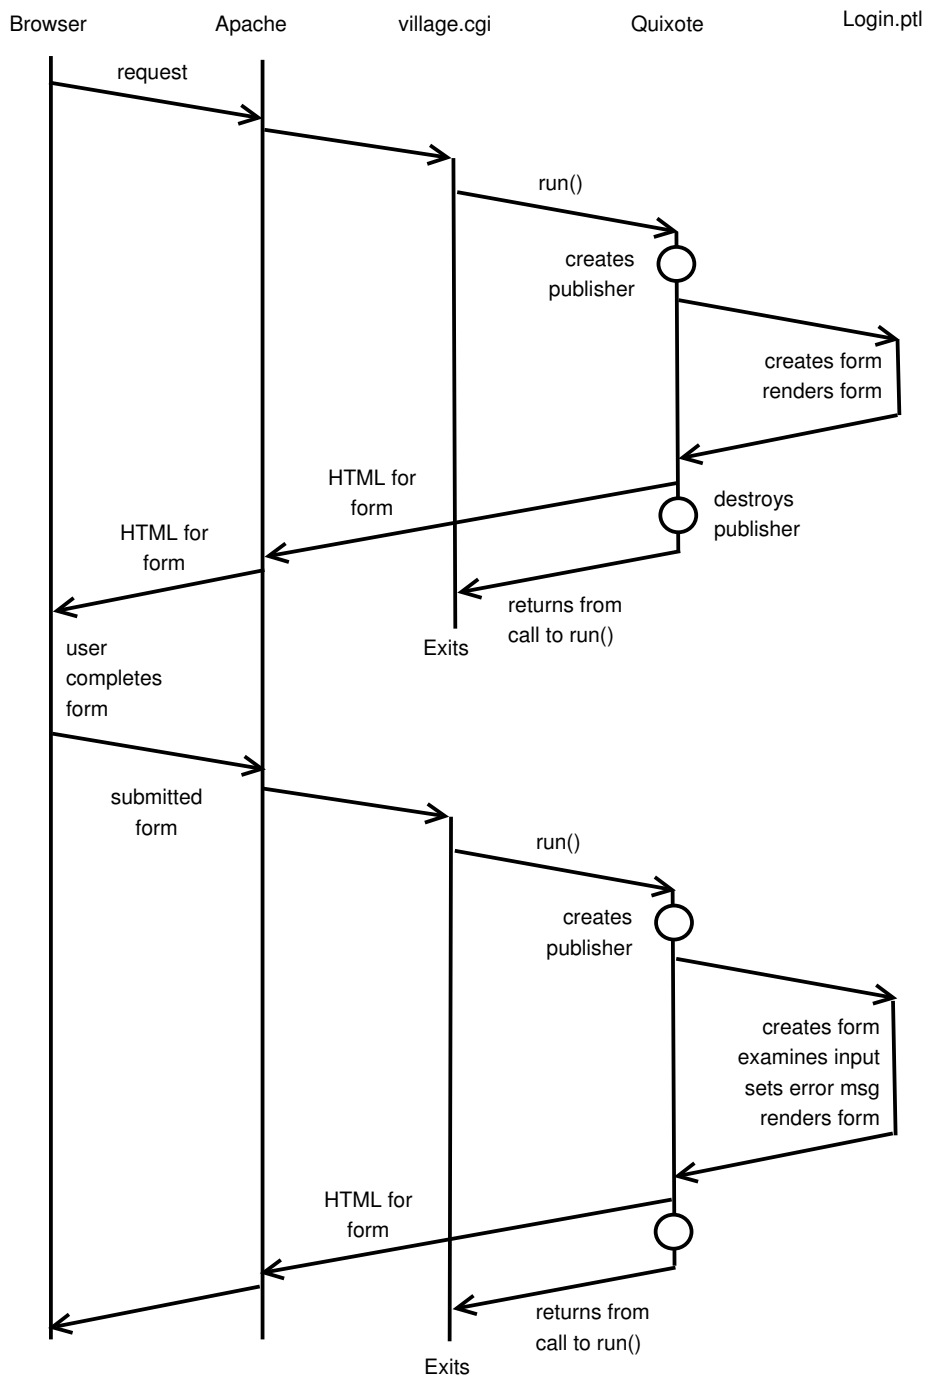 Browser
Apache
village.cgi
Quixote
Login.ptl
request
run()
creates
publisher
creates form
renders form
HTML for
form
destroys
publisher
HTML for
form
returns from
call to run()
Exits
user
completes
form
submitted
form
run()
creates
publisher
creates form
examines input
sets error msg
renders form
HTML for
form
returns from
call to run()
Exits